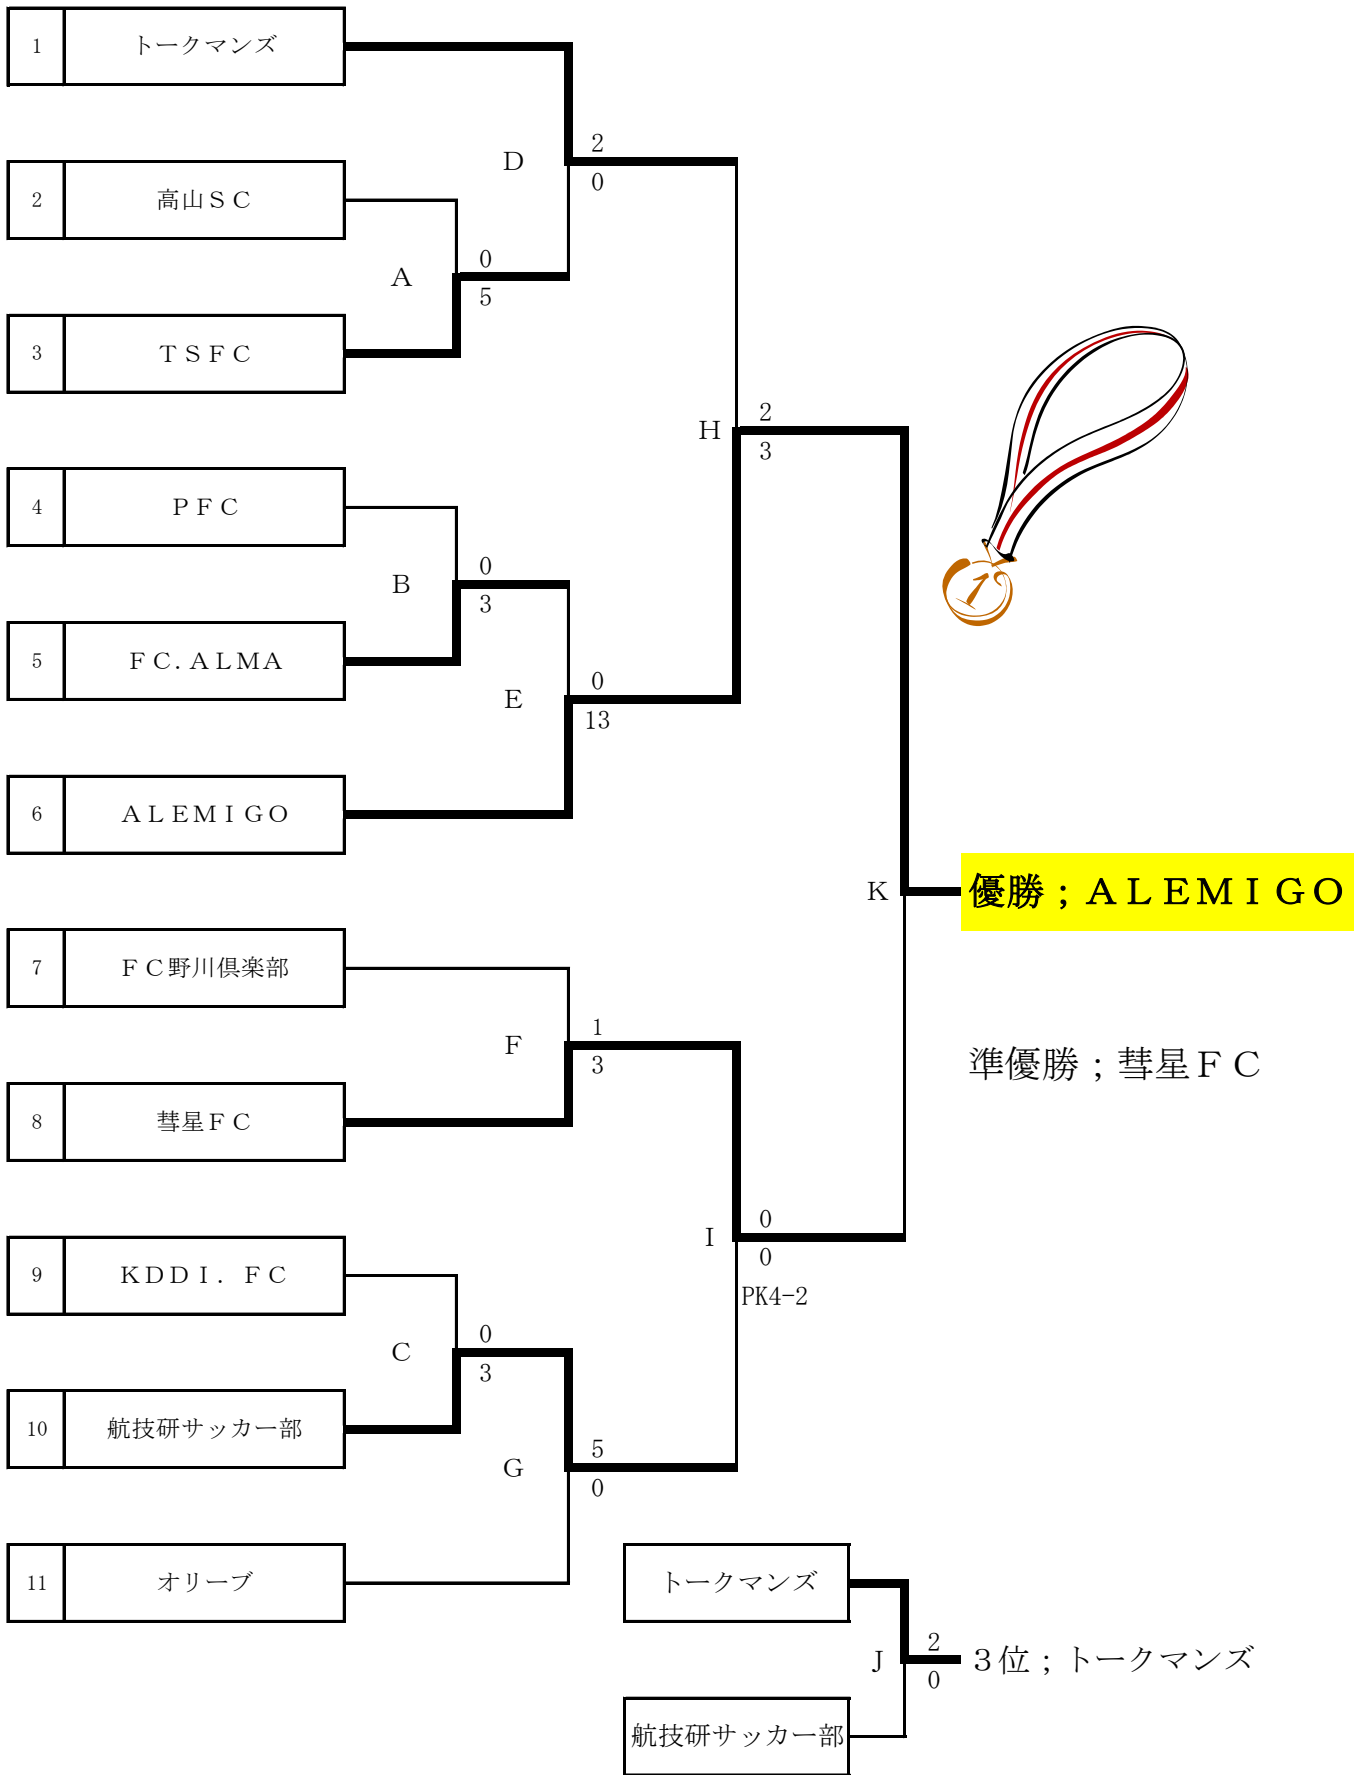 1 トークマンズ
D
2
0
2 高山ＳＣ
A
0
5
3 ＴＳＦＣ
H
2
3
4 ＰＦＣ
B
0
3
5 ＦＣ.ＡＬＭＡ
E
0
13
6 ＡＬＥＭＩＧＯ
1
K
優勝；ＡＬＥＭＩＧＯ
7 ＦＣ野川倶楽部
F
1
3
準優勝；彗星ＦＣ
8 彗星ＦＣ
I
0
0
PK4-2
9 ＫＤＤＩ．ＦＣ
C
0
3
10 航技研サッカー部
G
5
0
11 オリーブ
トークマンズ
J
2
0
３位；トークマンズ
航技研サッカー部